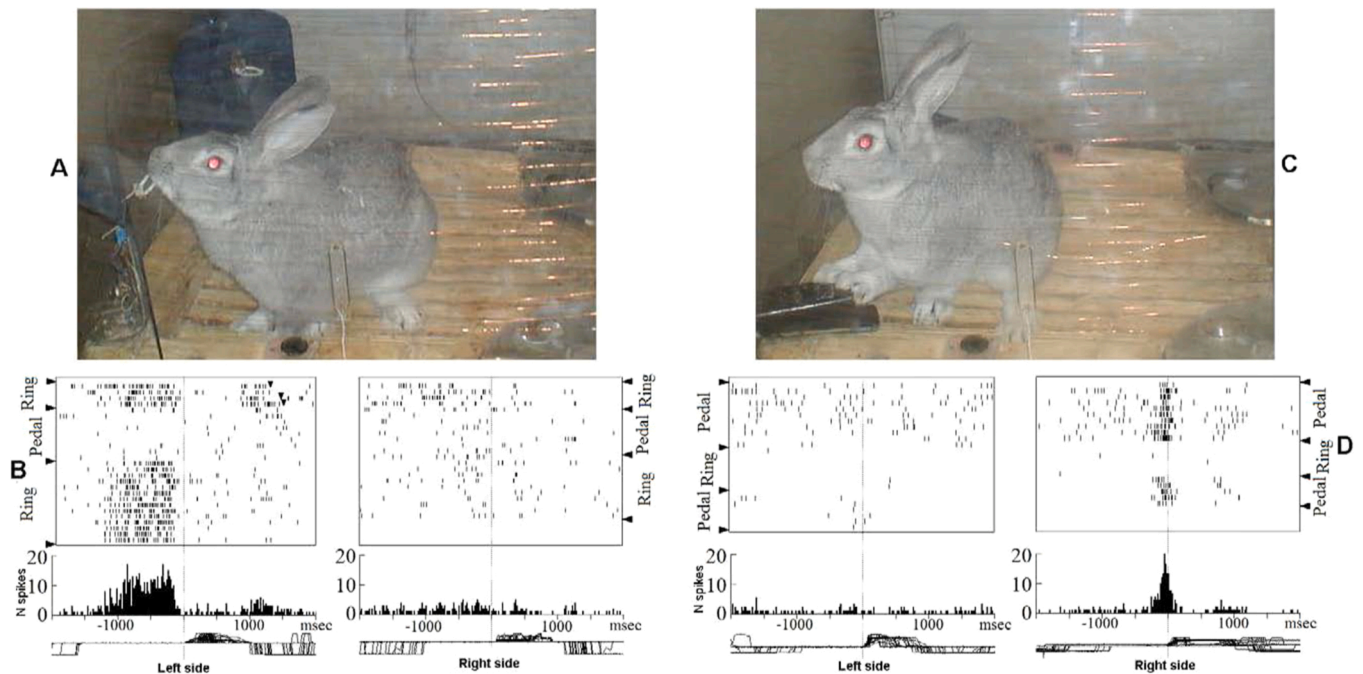 A
C
Ring
Pedal
Ring
B
Ring
Pedal
Ring
Pedal
Ring
Pedal
Pedal
Ring
Pedal
D
20
10
0
N spikes
-1000
1000
msec
Left side
20
10
0
-1000
1000
msec
Right side
20
10
0
N spikes
-1000
1000
msec
Left side
20
10
0
-1000
1000
msec
Right side